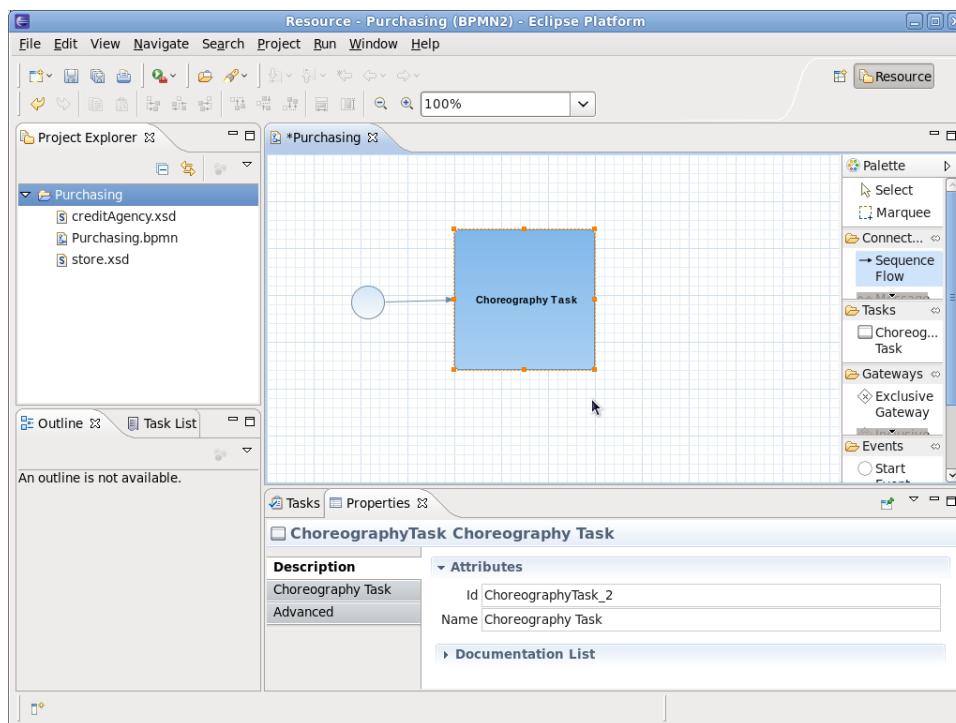 Resource - Purchasing (BPMN2) - Eclipse Platform
File Edit View Navigate Search Project Run Window Help
Resource
100%
Project Explorer
*Purchasing
Palette
Purchasing
creditAgency.xsd
Purchasing.bpmn
store.xsd
Select
Marquee
Connect...
Sequence
Flow
Tasks
Choreog...
Task
Gateways
Exclusive
Gateway
Events
Start
Choreography Task
Outline
Task List
An outline is not available.
Tasks
Properties
ChoreographyTask Choreography Task
Description
Choreography Task
Advanced
Attributes
Id ChoreographyTask_2
Name Choreography Task
Documentation List